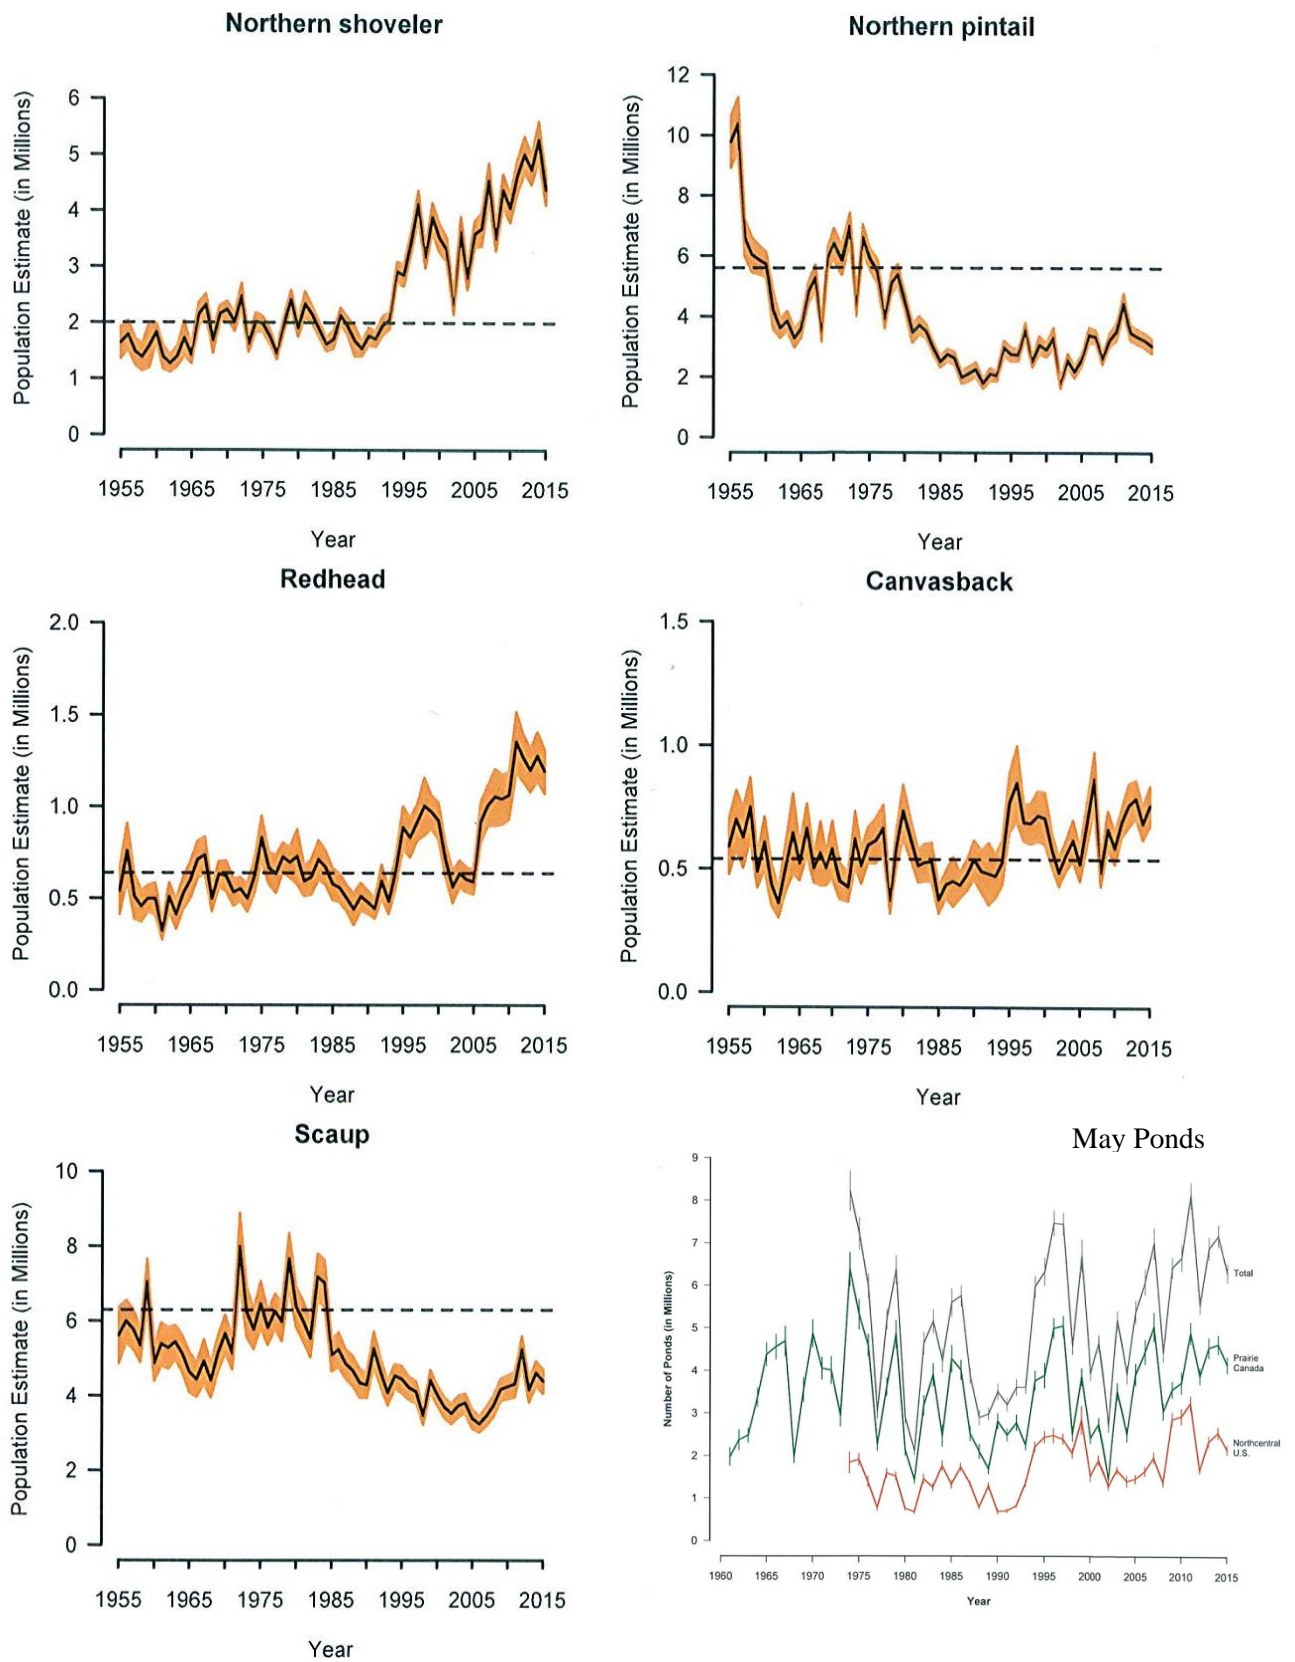 Northern shoveler
Population Estimate (in Millions)
6
5
4
3
2
1
0
1955 1965 1975 1985 1995 2005 2015
Year
Northern pintail
Population Estimate (in Millions)
12
10
8
6
4
2
0
1955 1965 1975 1985 1995 2005 2015
Year
Redhead
Population Estimate (in Millions)
2.0
1.5
1.0
0.5
0.0
1955 1965 1975 1985 1995 2005 2015
Year
Canvasback
Population Estimate (in Millions)
1.5
1.0
0.5
0.0
1955 1965 1975 1985 1995 2005 2015
Year
Scaup
Population Estimate (in Millions)
10
8
6
4
2
0
1955 1965 1975 1985 1995 2005 2015
Year
May Ponds
Number of Ponds (in Millions)
9
8
7
6
5
4
3
2
1
0
Total
Prairie
Canada
Northcentral
U.S.
1960 1965 1970 1975 1980 1985 1990 1995 2000 2005 2010 2015
Year